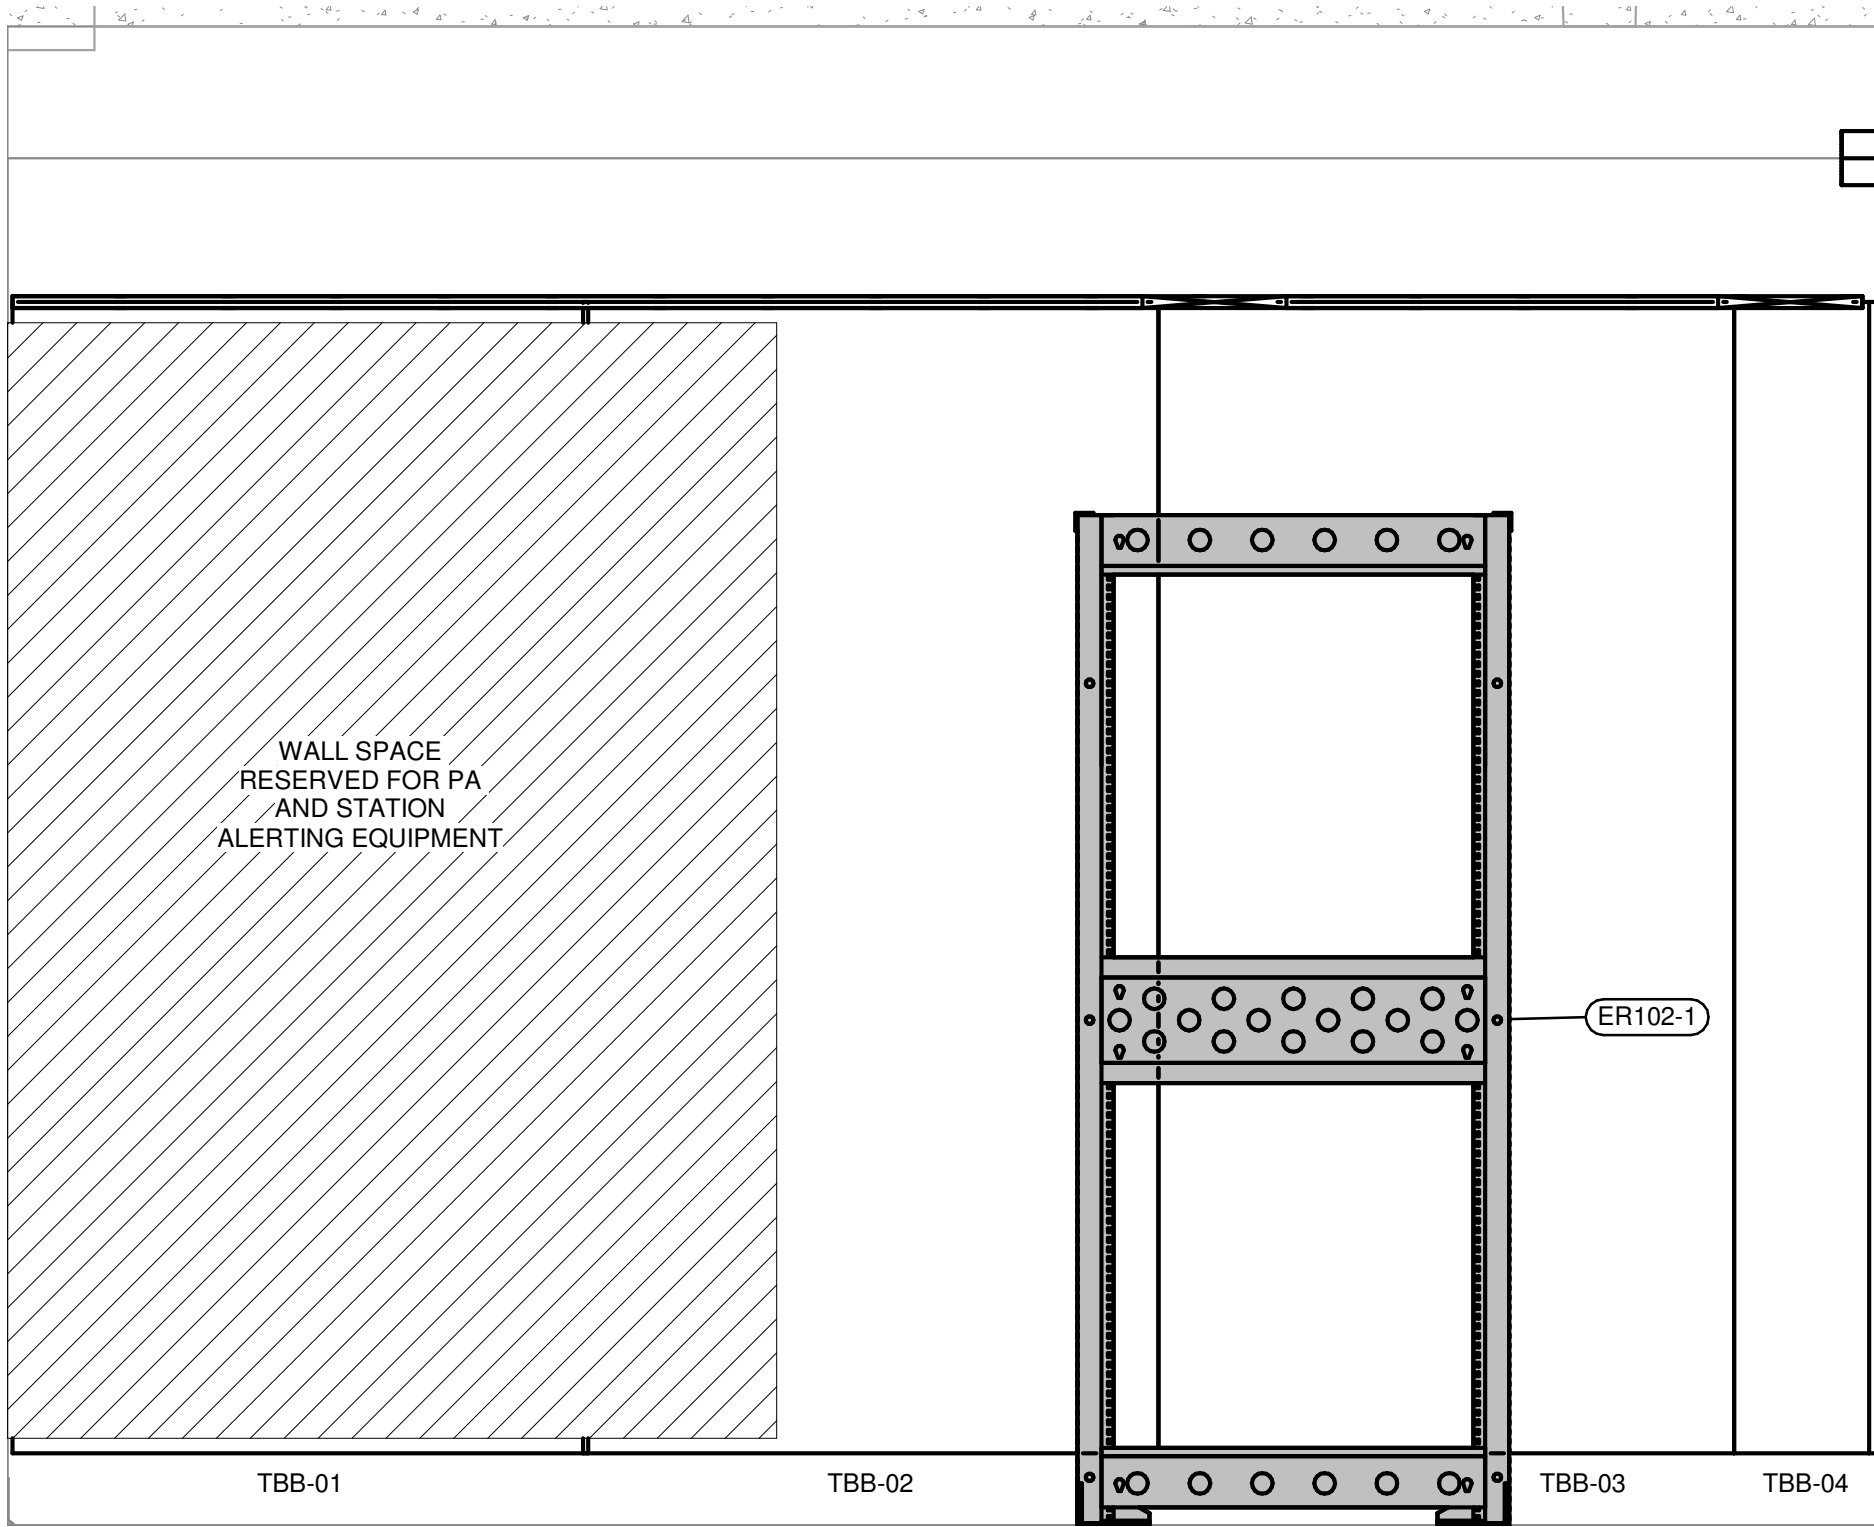 WALL SPACE
RESERVED FOR PA
AND STATION
ALERTING EQUIPMENT
ER102-1
TBB-01
TBB-02
TBB-03
TBB-04